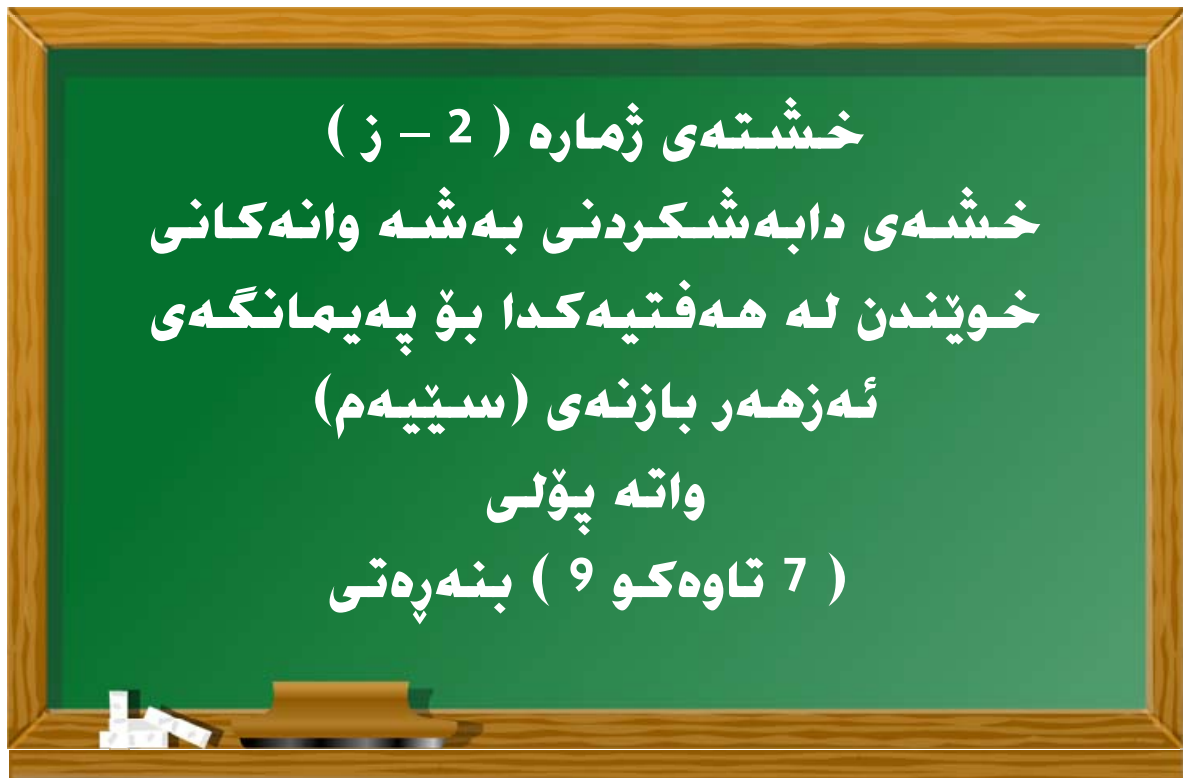 خشتەی ژمارە ( 2 – ز )
خشەی دابەشکردنی بەشە وانەکانی
خوێندن لە هەفتیەکدا بۆ پەیمانگەی
ئەزهەر بازنەی (سێیەم)
واتە پۆلی
( 7 تاوەکو 9 ) بنەڕەتی